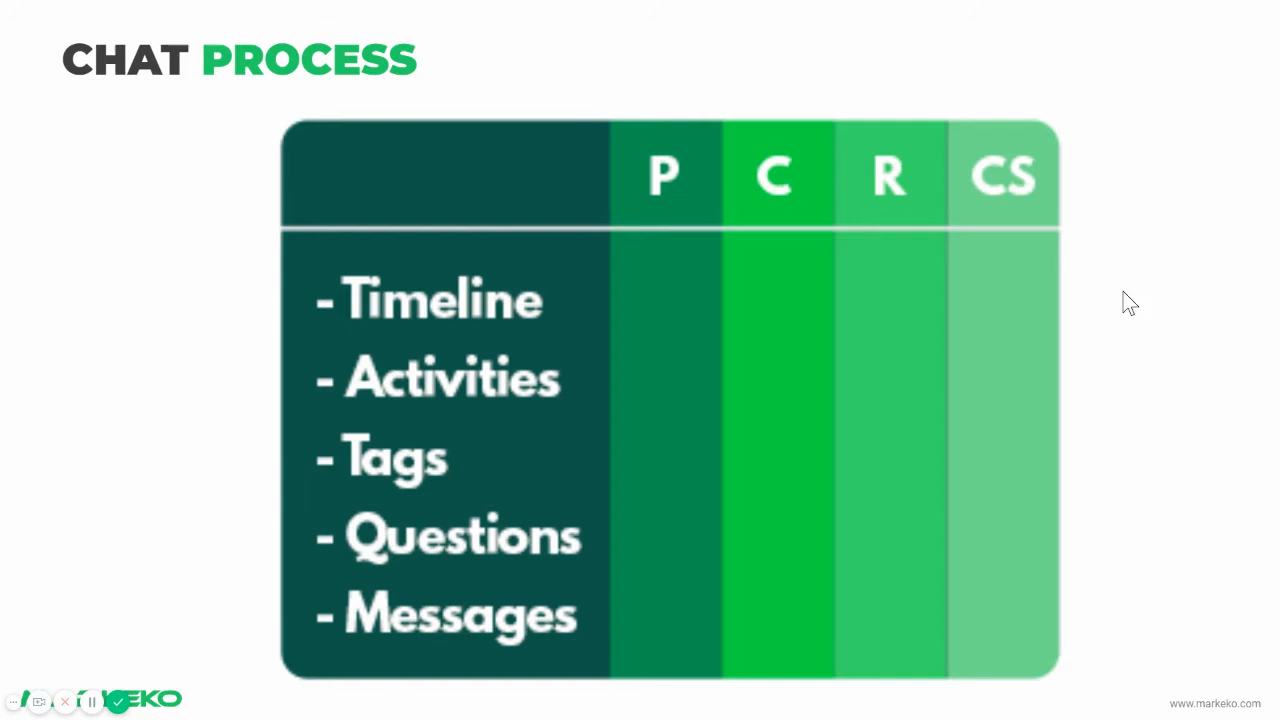 CHAT PROCESS
P C R CS
- Timeline
- Activities
- Tags
- Questions
- Messages
www.markeko.com